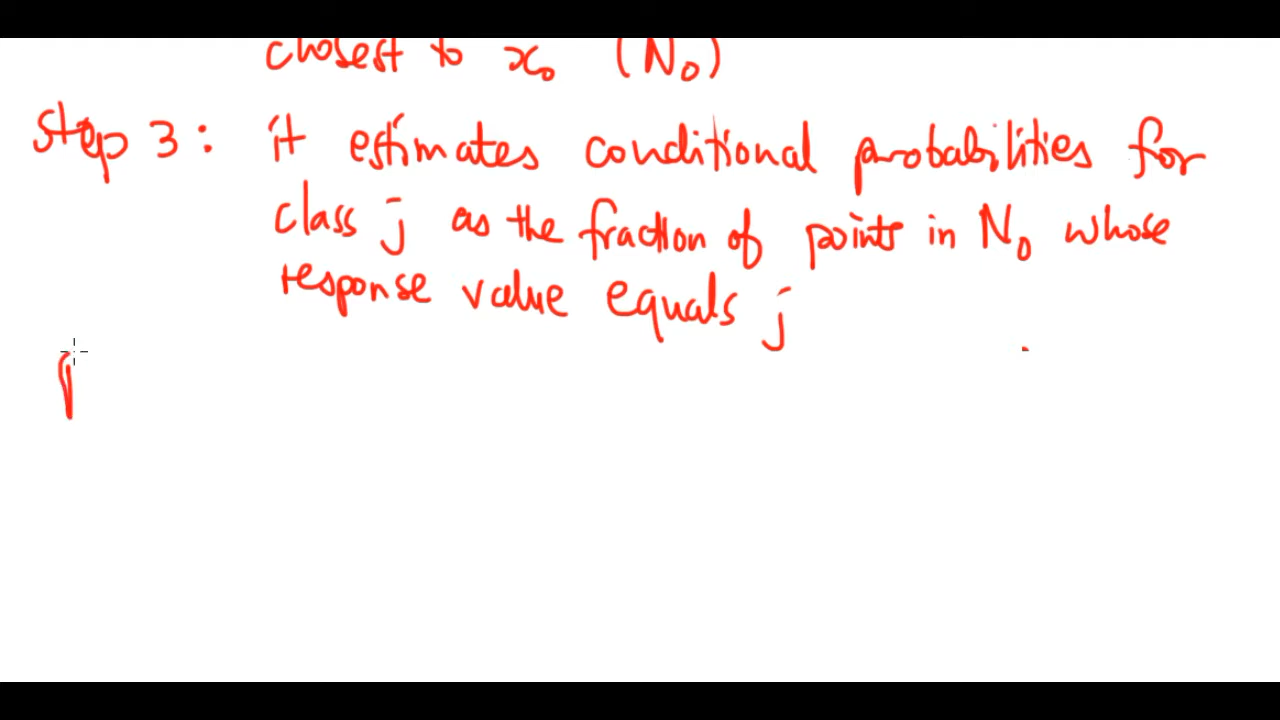 closest to x₀ (N₀)
Step 3: it estimates conditional probabilities for
class j as the fraction of points in N₀ whose
response value equals j